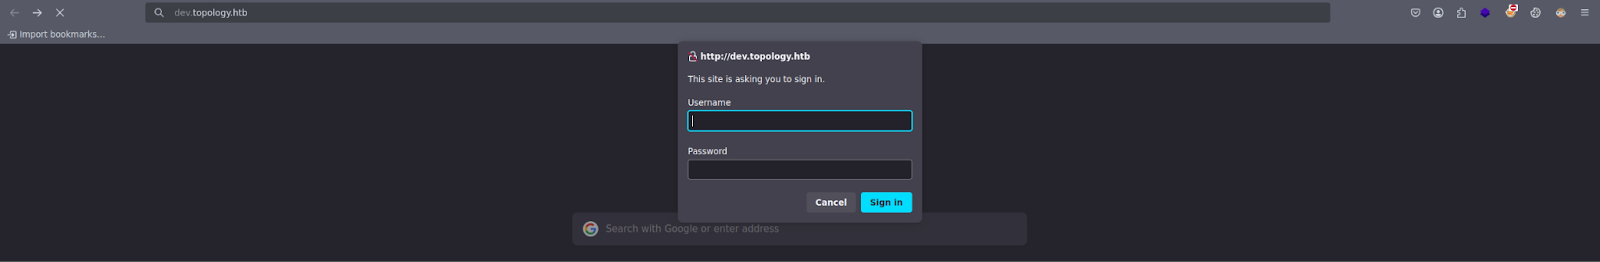 dev.topology.htb
Import bookmarks...
http://dev.topology.htb
This site is asking you to sign in.
Username
Password
Cancel Sign in
Search with Google or enter address